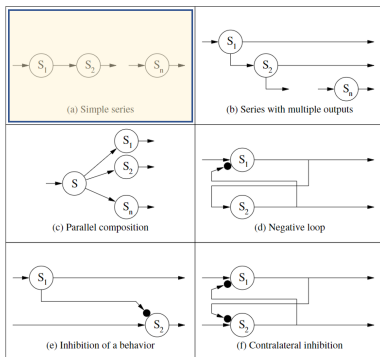 S1 S2 Sn
(a) Simple series
S1
S2
Sn
(b) Series with multiple outputs
S1
S S2
Sn
(c) Parallel composition
S1
S2
(d) Negative loop
S1
S2
(e) Inhibition of a behavior
S1
S2
(f) Contralateral inhibition